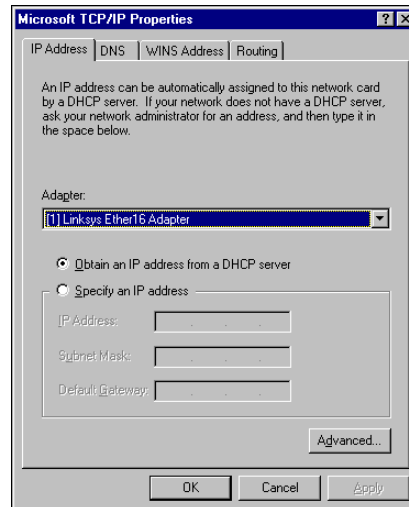 Microsoft TCP/IP Properties
IP Address DNS WINS Address Routing
An IP address can be automatically assigned to this network card
by a DHCP server. If your network does not have a DHCP server,
ask your network administrator for an address, and then type it in
the space below.
Adapter:
[1] Linksys Ether16 Adapter
Obtain an IP address from a DHCP server
Specify an IP address
IP Address:
Subnet Mask:
Default Gateway:
Advanced...
OK Cancel Apply